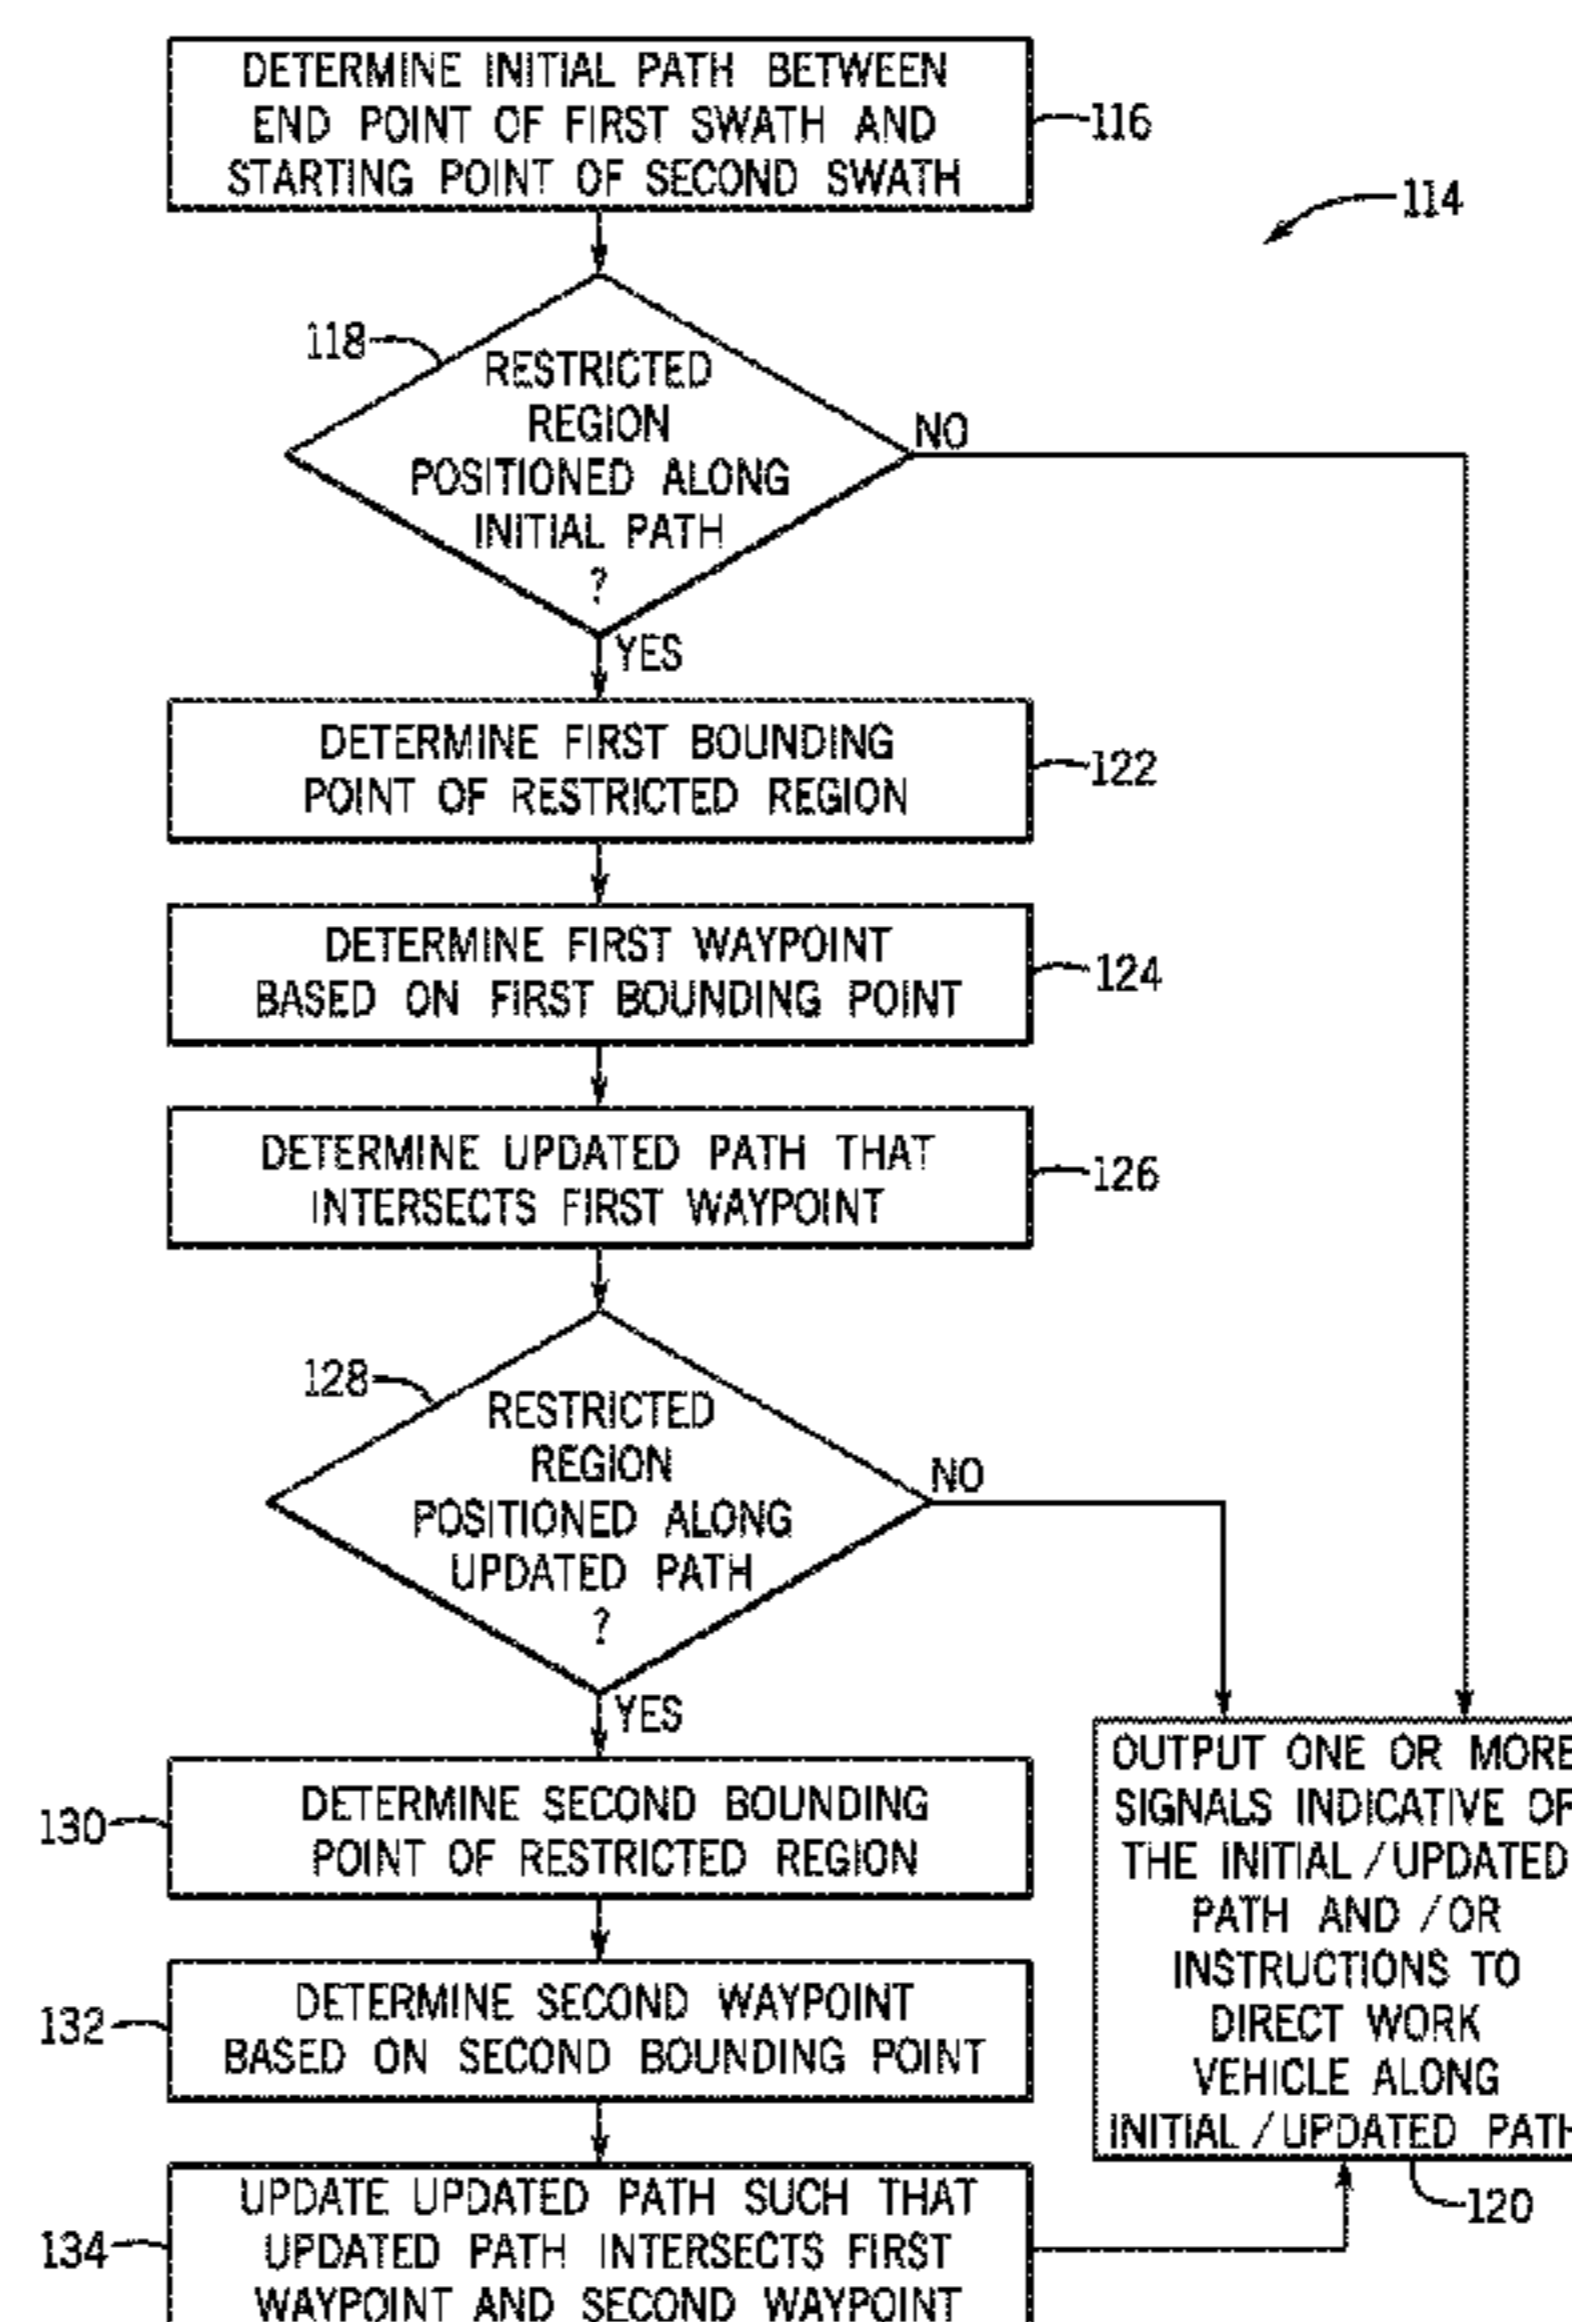 DETERMINE INITIAL PATH BETWEEN
END POINT OF FIRST SWATH AND
STARTING POINT OF SECOND SWATH
116
114
118
RESTRICTED
REGION
POSITIONED ALONG
INITIAL PATH
?
NO
YES
DETERMINE FIRST BOUNDING
POINT OF RESTRICTED REGION
122
DETERMINE FIRST WAYPOINT
BASED ON FIRST BOUNDING POINT
124
DETERMINE UPDATED PATH THAT
INTERSECTS FIRST WAYPOINT
126
128
RESTRICTED
REGION
POSITIONED ALONG
UPDATED PATH
?
NO
YES
130
DETERMINE SECOND BOUNDING
POINT OF RESTRICTED REGION
132
DETERMINE SECOND WAYPOINT
BASED ON SECOND BOUNDING POINT
134
UPDATE UPDATED PATH SUCH THAT
UPDATED PATH INTERSECTS FIRST
WAYPOINT AND SECOND WAYPOINT
OUTPUT ONE OR MORE
SIGNALS INDICATIVE OF
THE INITIAL /UPDATED
PATH AND /OR
INSTRUCTIONS TO
DIRECT WORK
VEHICLE ALONG
INITIAL /UPDATED PATH
120